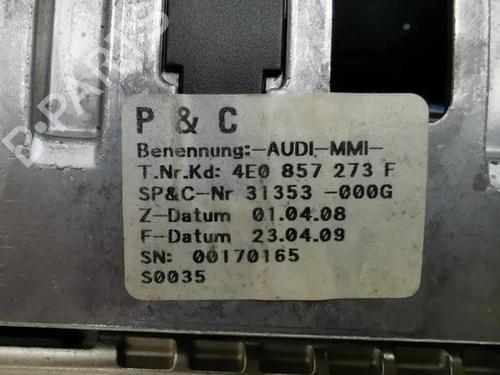 B-PARTS
P & C
Benennung:-AUDI-MMI-
T.Nr.Kd: 4E0 857 273 F
SP&C-Nr 31353 -000G
Z-Datum 01.04.08
F-Datum 23.04.09
SN: 00170165
S0035